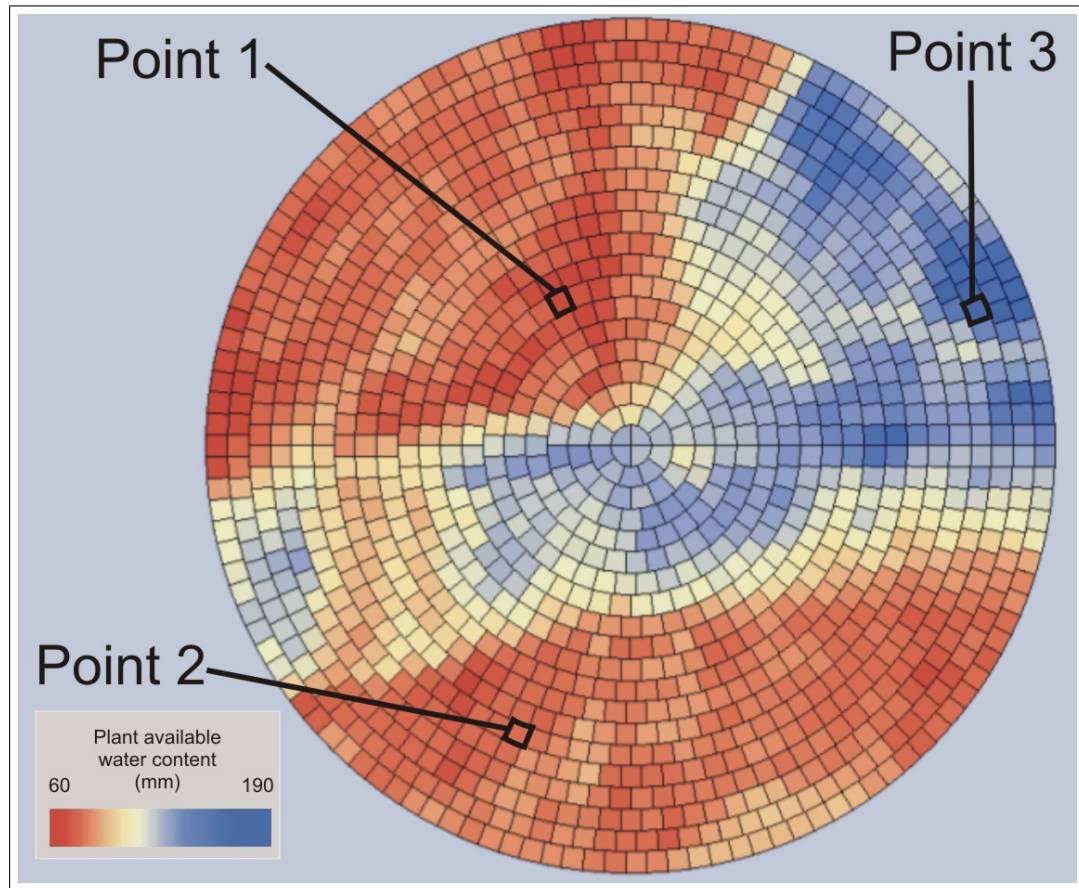 Point 1
Point 3
Point 2
Plant available
water content
(mm)
60
190